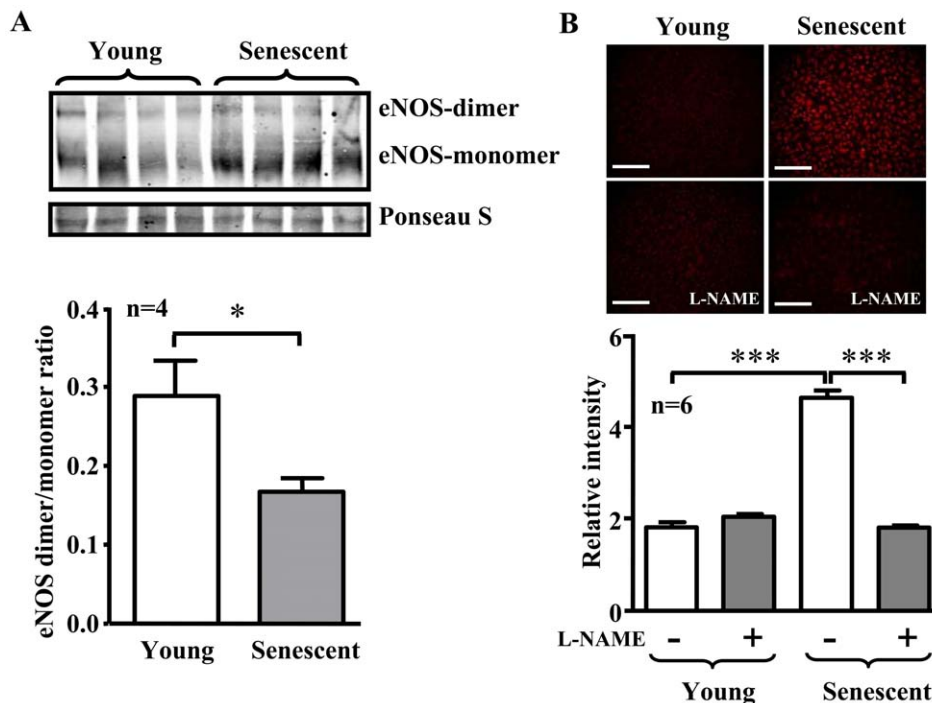 A
Young Senescent
eNOS-dimer
eNOS-monomer
Ponseau S
eNOS dimer/monomer ratio
0.4
0.3
0.2
0.1
0.0
n=4
*
Young Senescent
B
Young Senescent
L-NAME L-NAME
Relative intensity
6
4
2
0
n=6
*** ***
L-NAME - + - +
Young Senescent